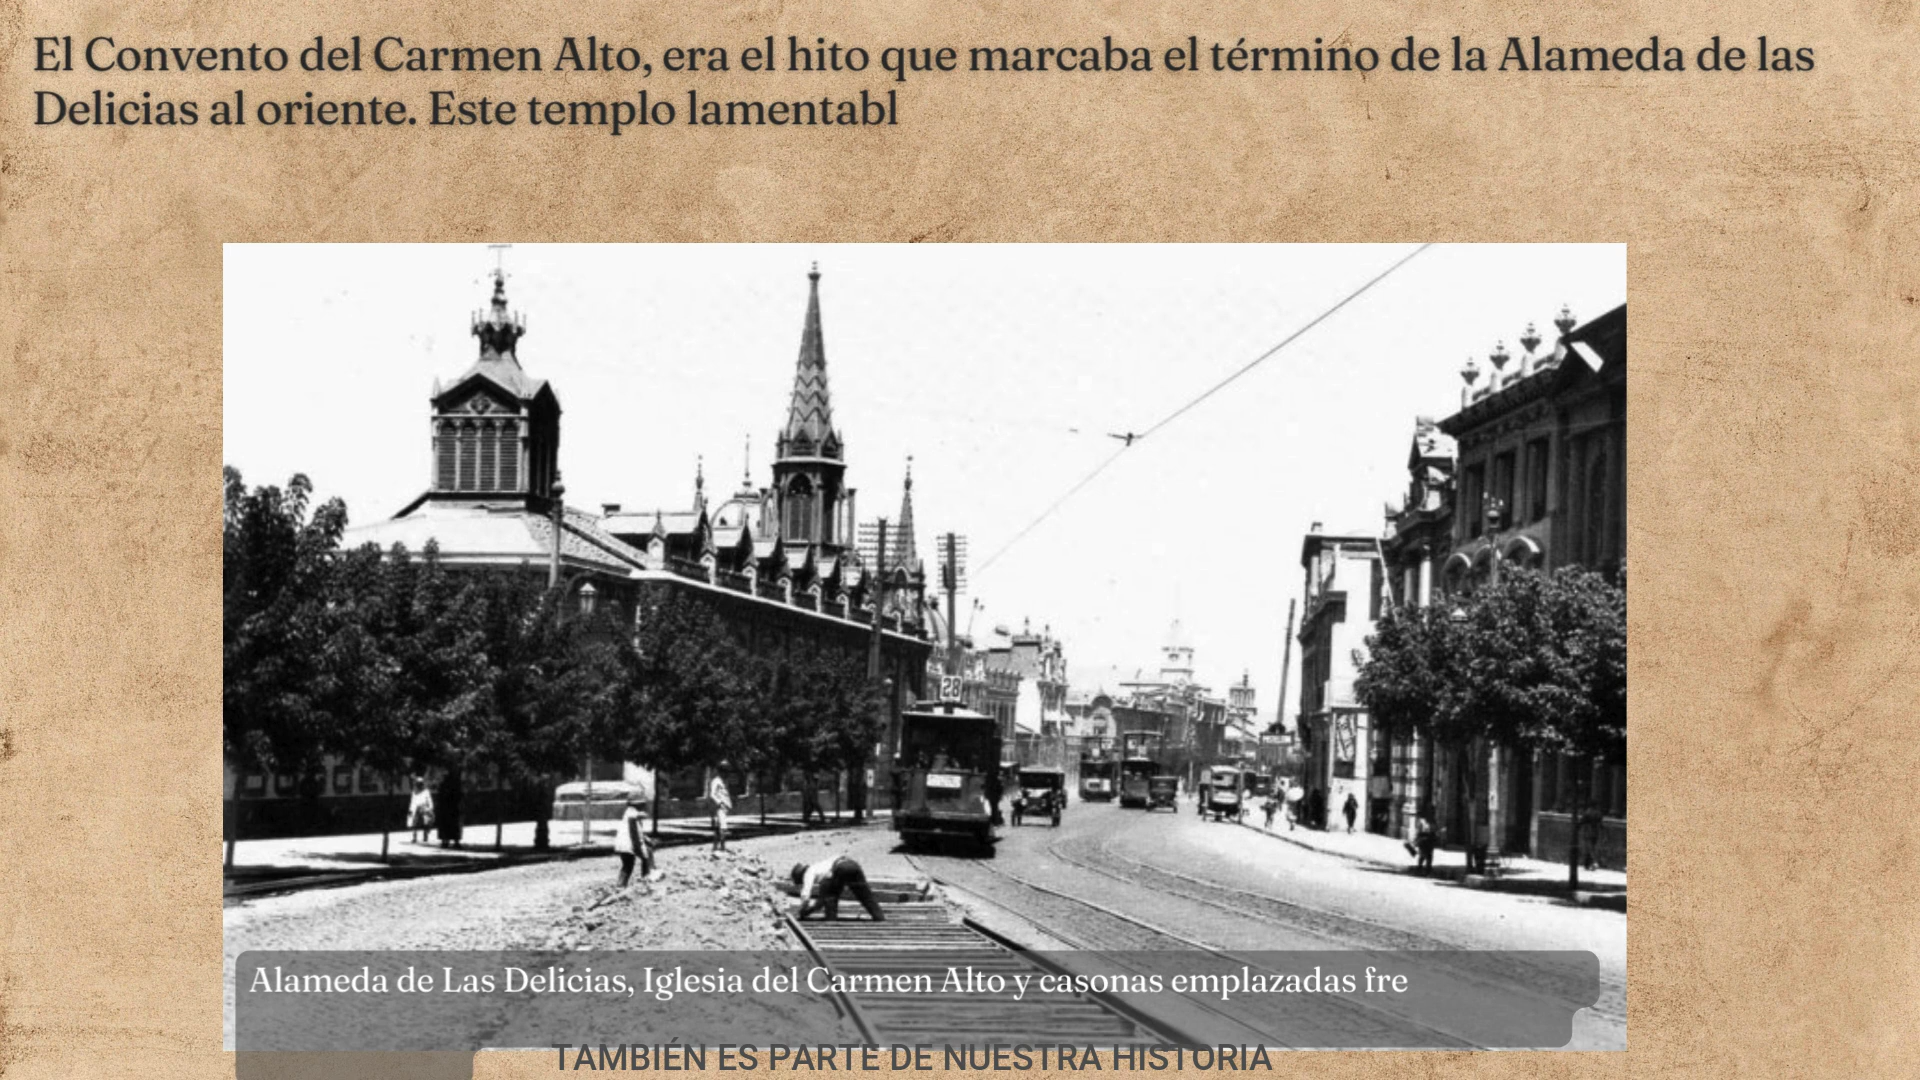 El Convento del Carmen Alto, era el hito que marcaba el término de la Alameda de las
Delicias al oriente. Este templo lamentabl
28
Alameda de Las Delicias, Iglesia del Carmen Alto y casonas emplazadas fre
TAMBIÉN ES PARTE DE NUESTRA HISTORIA